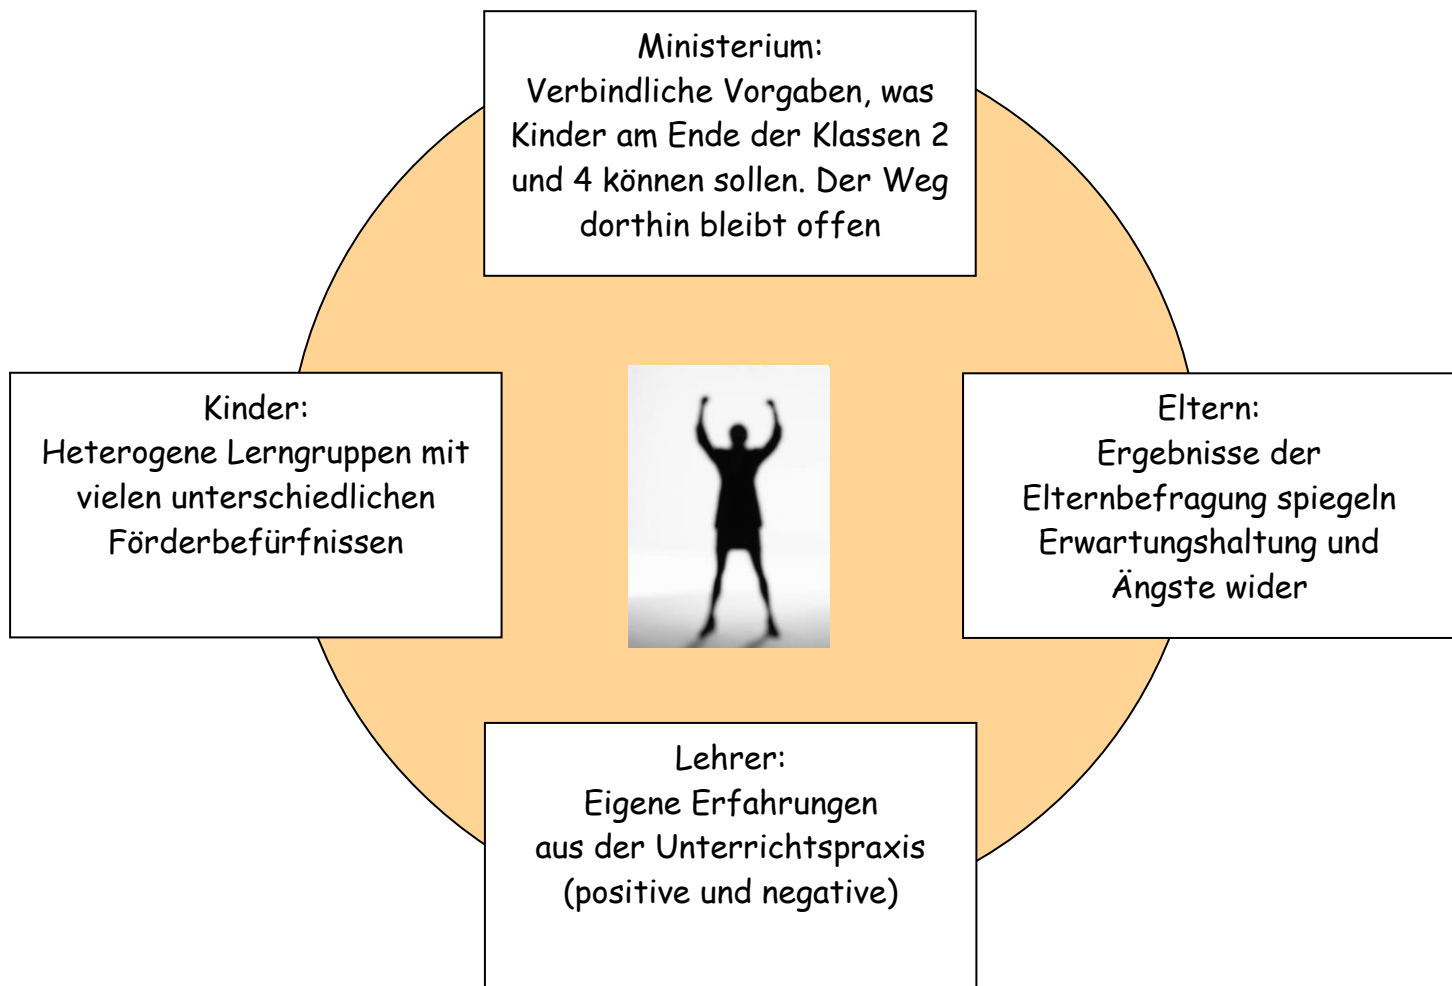 Ministerium:
Verbindliche Vorgaben, was
Kinder am Ende der Klassen 2
und 4 können sollen. Der Weg
dorthin bleibt offen
Kinder:
Heterogene Lerngruppen mit
vielen unterschiedlichen
Förderbefürfnissen
Eltern:
Ergebnisse der
Elternbefragung spiegeln
Erwartungshaltung und
Ängste wider
Lehrer:
Eigene Erfahrungen
aus der Unterrichtspraxis
(positive und negative)